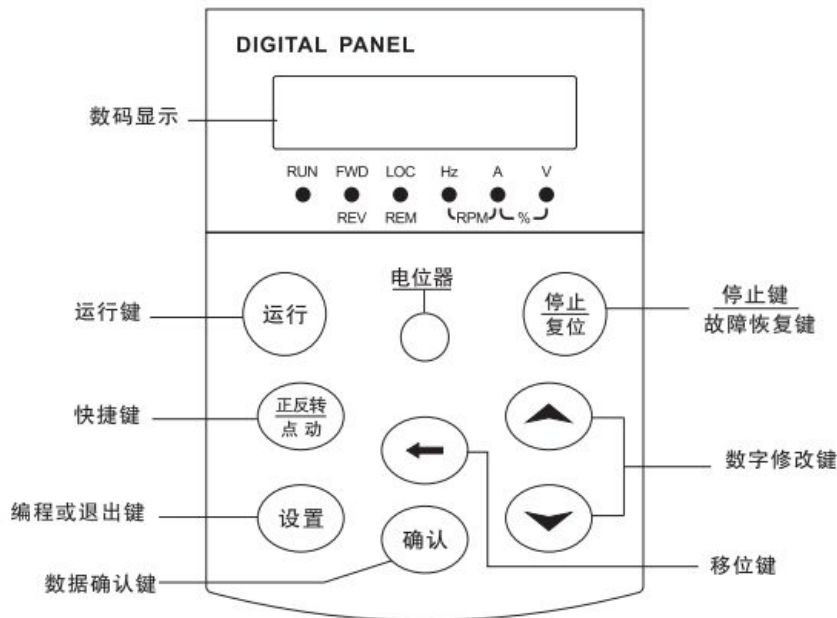 DIGITAL PANEL
数码显示
RUN FWD LOC Hz A V
REV REM RPM %
电位器
运行键
运行
停止
复位
停止键
故障恢复键
快捷键
正反转
点动
数字修改键
编程或退出键
设置
确认
移位键
数据确认键